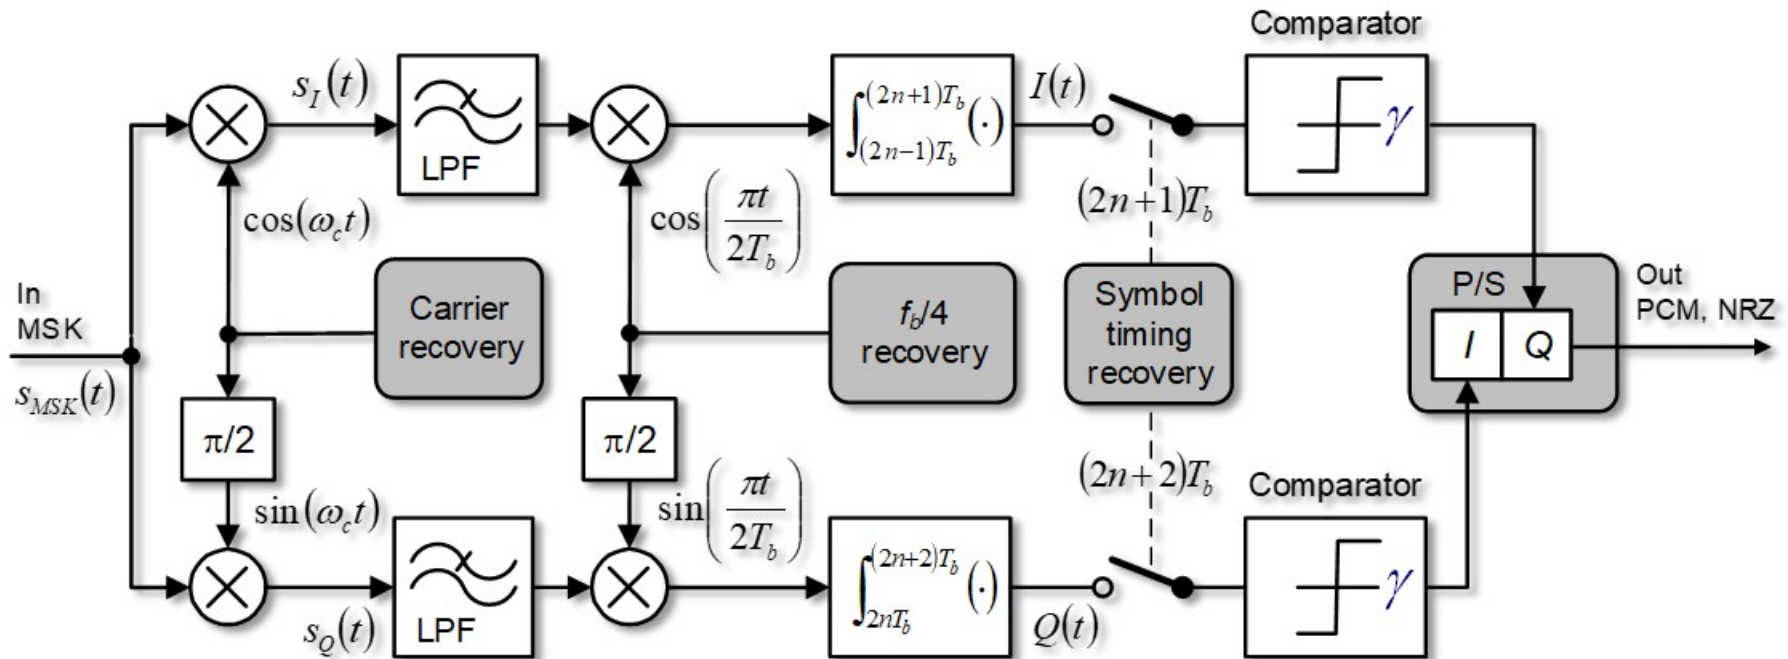 Comparator
s_I(t)
LPF
∫_{(2n−1)T_b}^{(2n+1)T_b}(·)
I(t)
γ
cos(ω_c t)
cos(πt/2T_b)
(2n+1)T_b
In
MSK
s_{MSK}(t)
Carrier
recovery
f_b/4
recovery
Symbol
timing
recovery
P/S
I Q
Out
PCM, NRZ
π/2
π/2
(2n+2)T_b
Comparator
sin(ω_c t)
sin(πt/2T_b)
s_Q(t)
LPF
∫_{2nT_b}^{(2n+2)T_b}(·)
Q(t)
γ